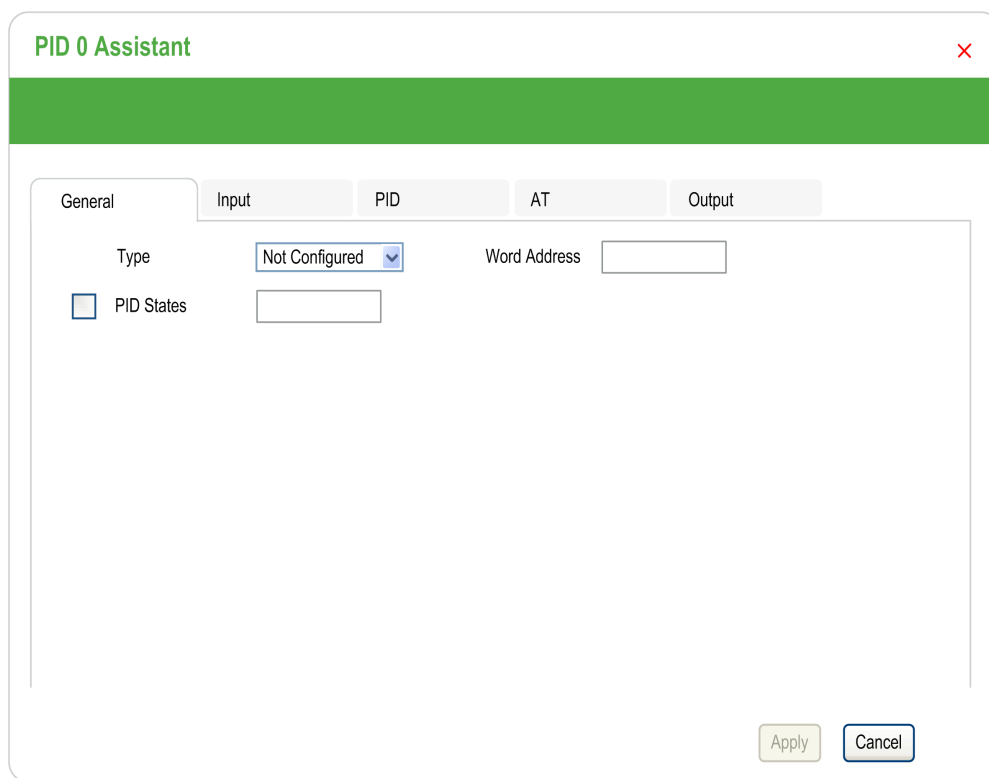 PID 0 Assistant
General Input PID AT Output
Type Not Configured Word Address
PID States
Apply Cancel